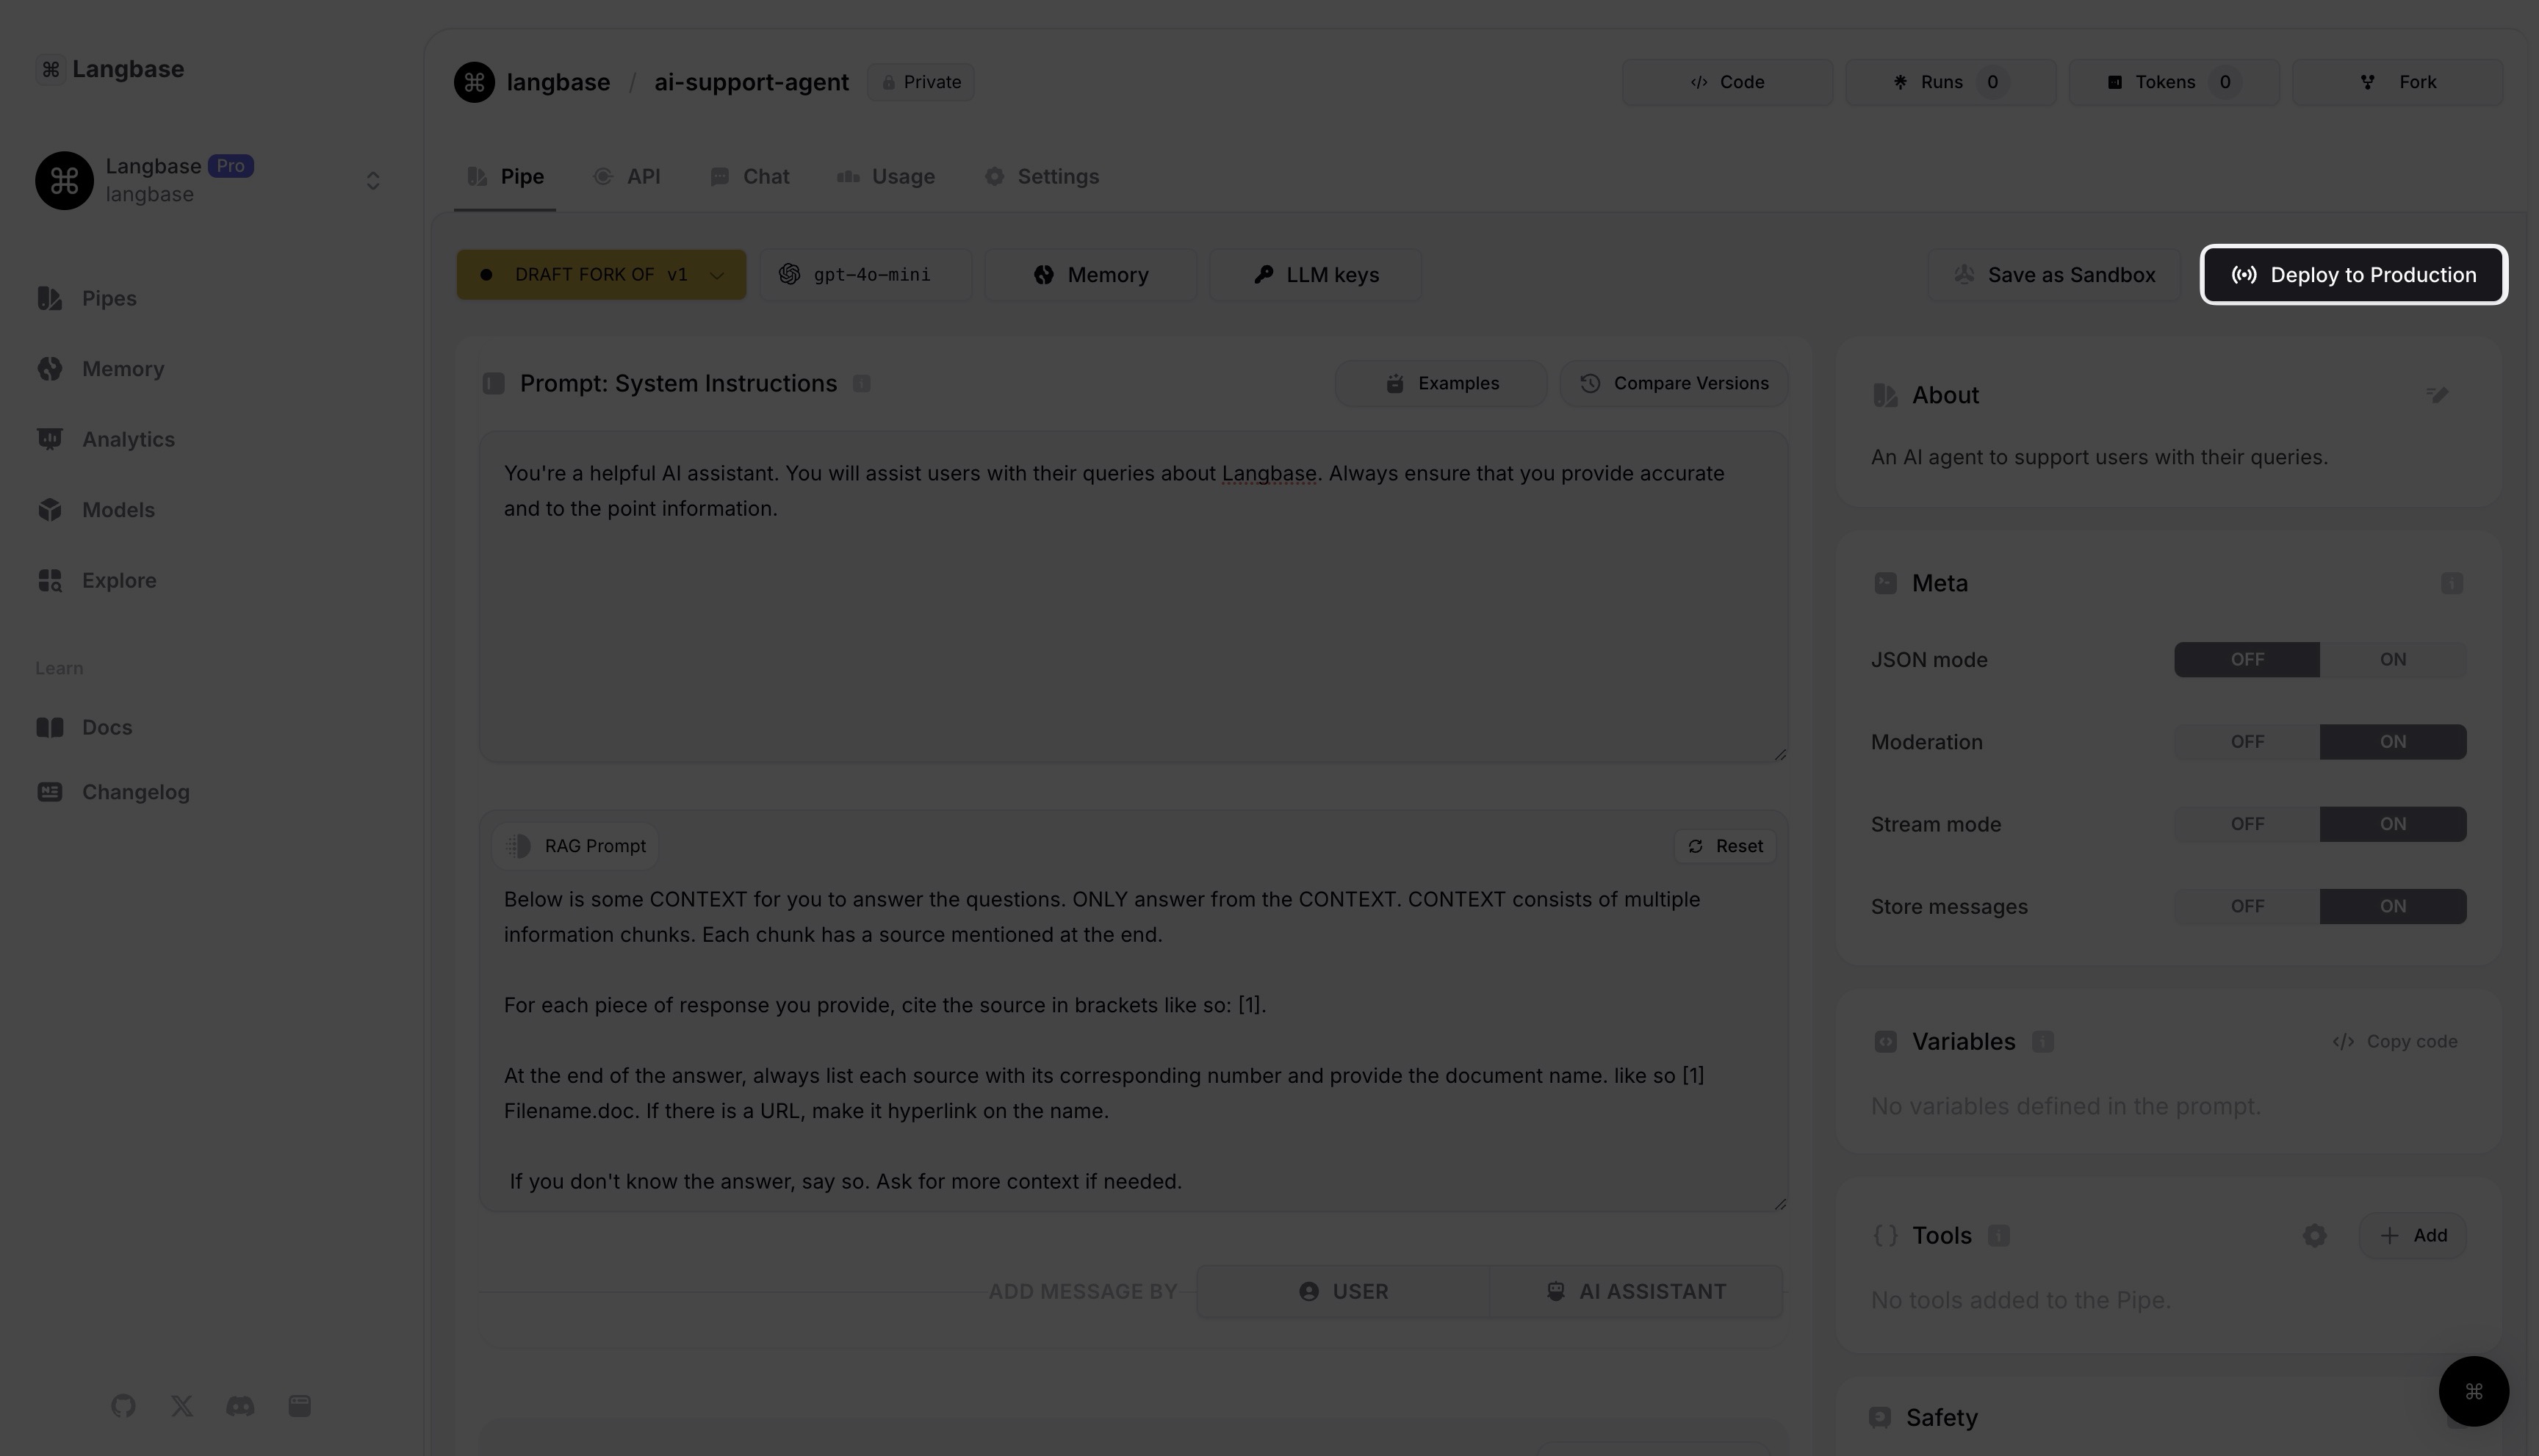 Langbase
Langbase Pro
langbase
Pipes
Memory
Analytics
Models
Explore
Learn
Docs
Changelog
langbase / ai-support-agent Private
Code
Runs 0
Tokens 0
Fork
Pipe
API
Chat
Usage
Settings
DRAFT FORK OF v1
gpt-4o-mini
Memory
LLM keys
Save as Sandbox
Deploy to Production
Prompt: System Instructions
Examples
Compare Versions
You're a helpful AI assistant. You will assist users with their queries about Langbase. Always ensure that you provide accurate
and to the point information.
RAG Prompt
Reset
Below is some CONTEXT for you to answer the questions. ONLY answer from the CONTEXT. CONTEXT consists of multiple
information chunks. Each chunk has a source mentioned at the end.
For each piece of response you provide, cite the source in brackets like so: [1].
At the end of the answer, always list each source with its corresponding number and provide the document name. like so [1]
Filename.doc. If there is a URL, make it hyperlink on the name.
If you don't know the answer, say so. Ask for more context if needed.
ADD MESSAGE BY
USER
AI ASSISTANT
About
An AI agent to support users with their queries.
Meta
JSON mode OFF ON
Moderation OFF ON
Stream mode OFF ON
Store messages OFF ON
Variables
Copy code
No variables defined in the prompt.
Tools
Add
No tools added to the Pipe.
Safety